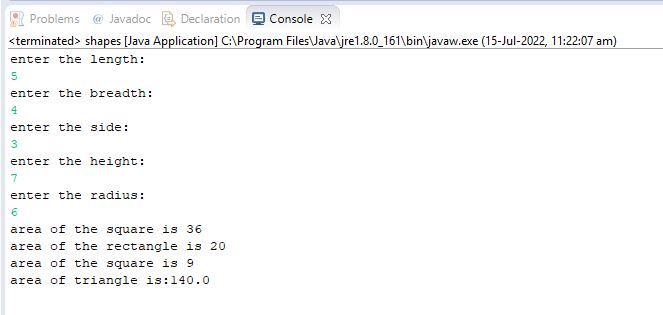 Problems @ Javadoc Declaration Console
<terminated> shapes [Java Application] C:\Program Files\Java\jre1.8.0_161\bin\javaw.exe (15-Jul-2022, 11:22:07 am)
enter the length:
5
enter the breadth:
4
enter the side:
3
enter the height:
7
enter the radius:
6
area of the square is 36
area of the rectangle is 20
area of the square is 9
area of triangle is:140.0